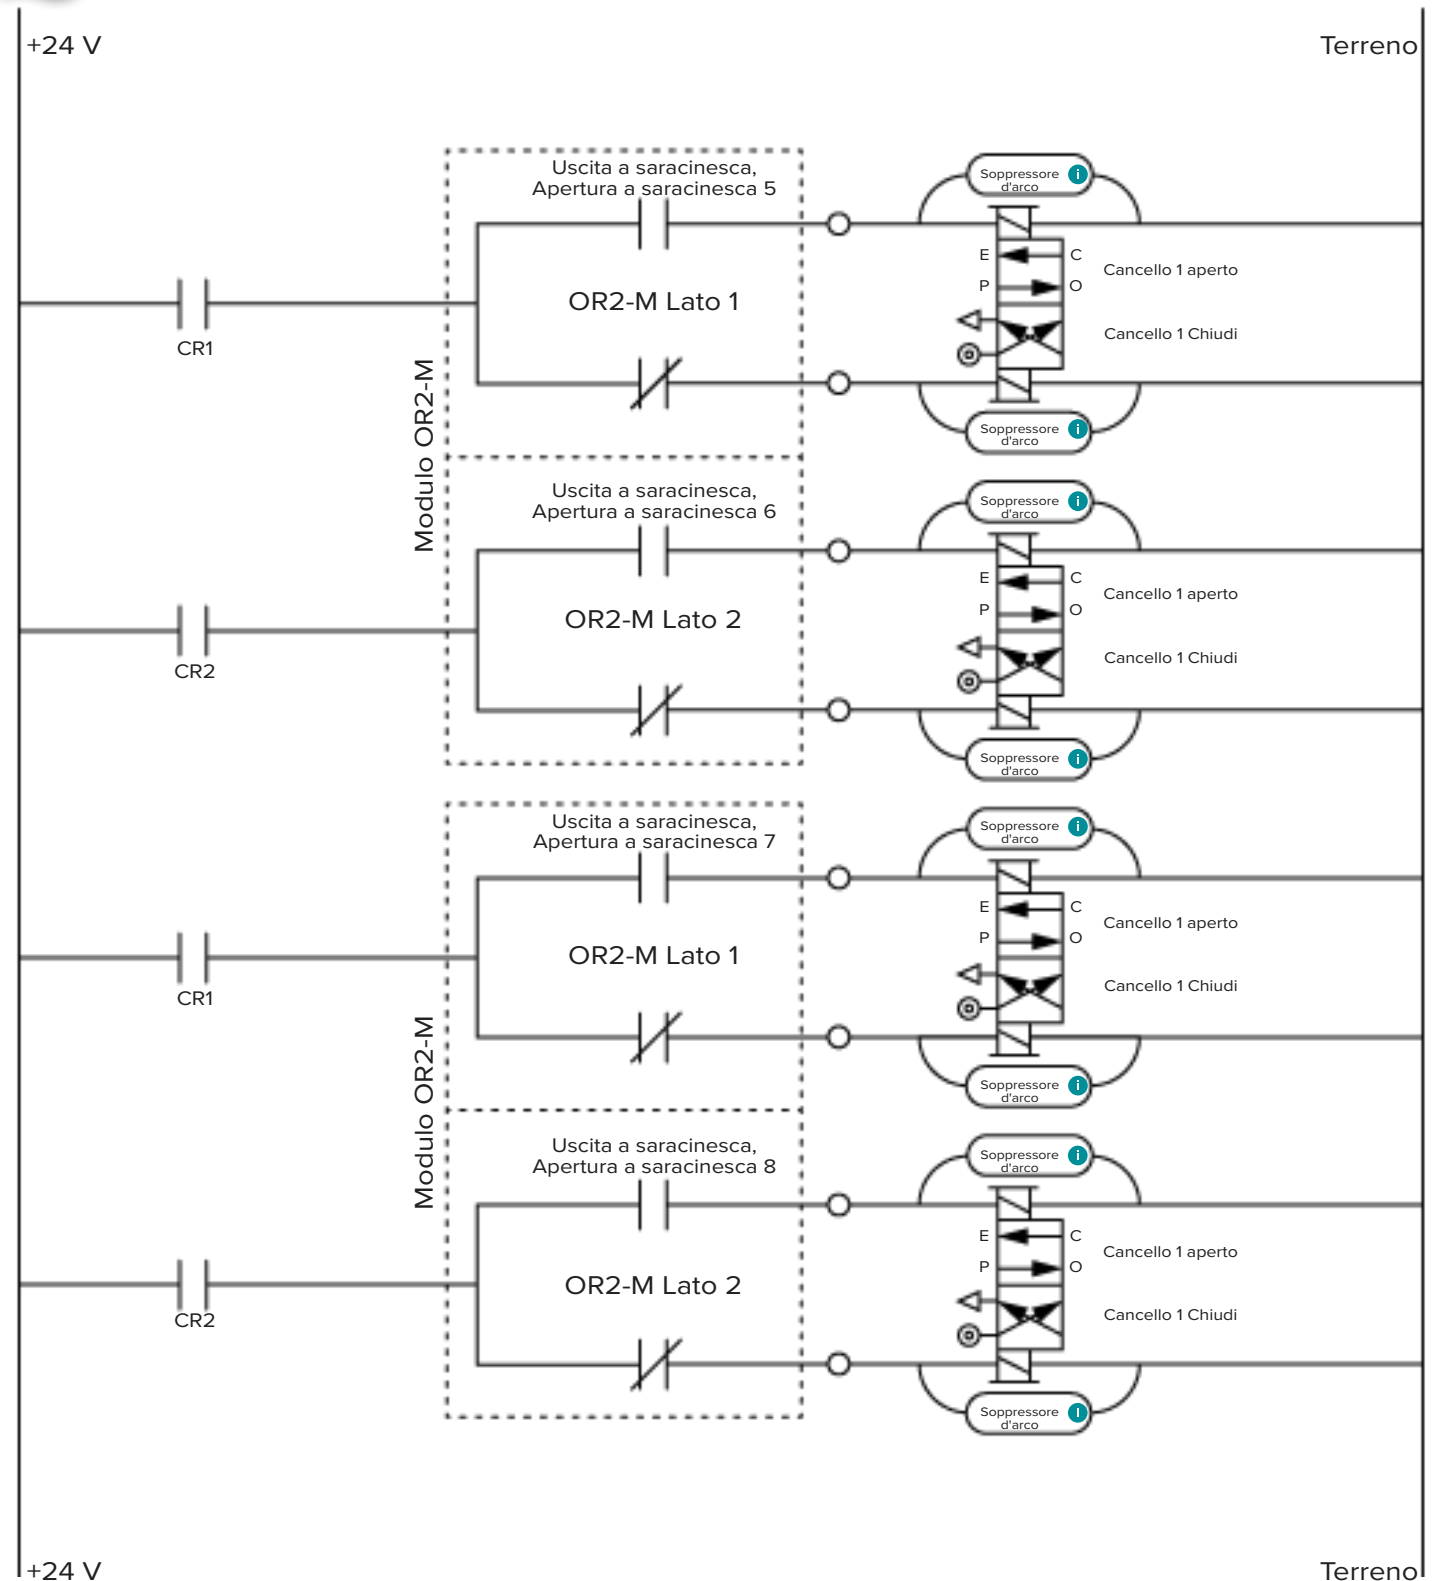 +24 V
Terreno
Uscita a saracinesca,
Apertura a saracinesca 5
Soppressore
d'arco
i
E
C
Cancello 1 aperto
P
O
OR2-M Lato 1
Cancello 1 Chiudi
CR1
Soppressore
d'arco
i
Modulo OR2-M
Uscita a saracinesca,
Apertura a saracinesca 6
Soppressore
d'arco
i
E
C
Cancello 1 aperto
P
O
OR2-M Lato 2
Cancello 1 Chiudi
CR2
Soppressore
d'arco
i
Uscita a saracinesca,
Apertura a saracinesca 7
Soppressore
d'arco
i
E
C
Cancello 1 aperto
P
O
OR2-M Lato 1
Cancello 1 Chiudi
CR1
Soppressore
d'arco
i
Modulo OR2-M
Uscita a saracinesca,
Apertura a saracinesca 8
Soppressore
d'arco
i
E
C
Cancello 1 aperto
P
O
OR2-M Lato 2
Cancello 1 Chiudi
CR2
Soppressore
d'arco
I
+24 V
Terreno